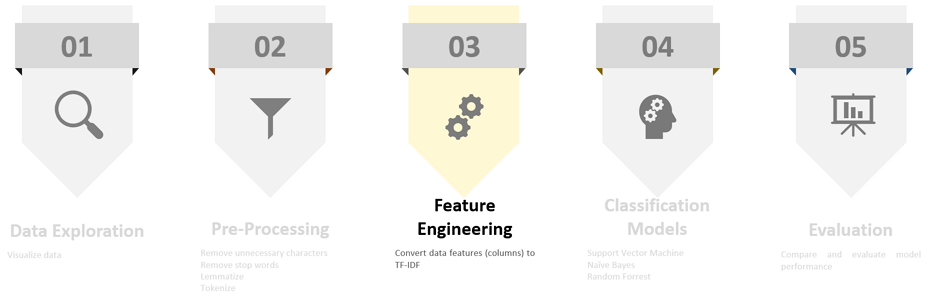 01
Data Exploration
Visualize data
02
Pre-Processing
Remove unnecessary characters
Remove stop words
Lemmatize
Tokenize
03
Feature
Engineering
Convert data features (columns) to
TF-IDF
04
Classification
Models
Support Vector Machine
Naïve Bayes
Random Forrest
05
Evaluation
Compare and evaluate model
performance